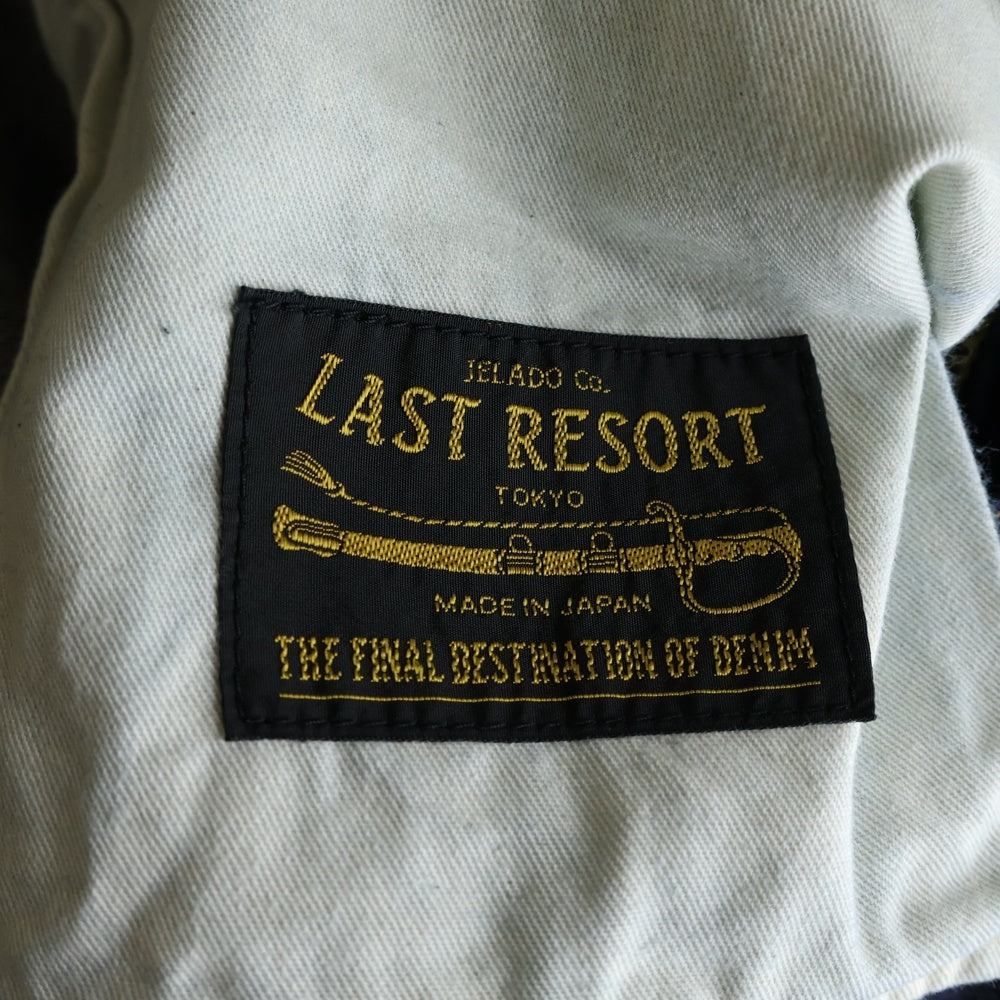 JELADO CO.
LAST RESORT
TOKYO
MADE IN JAPAN
THE FINAL DESTINATION OF DENIM